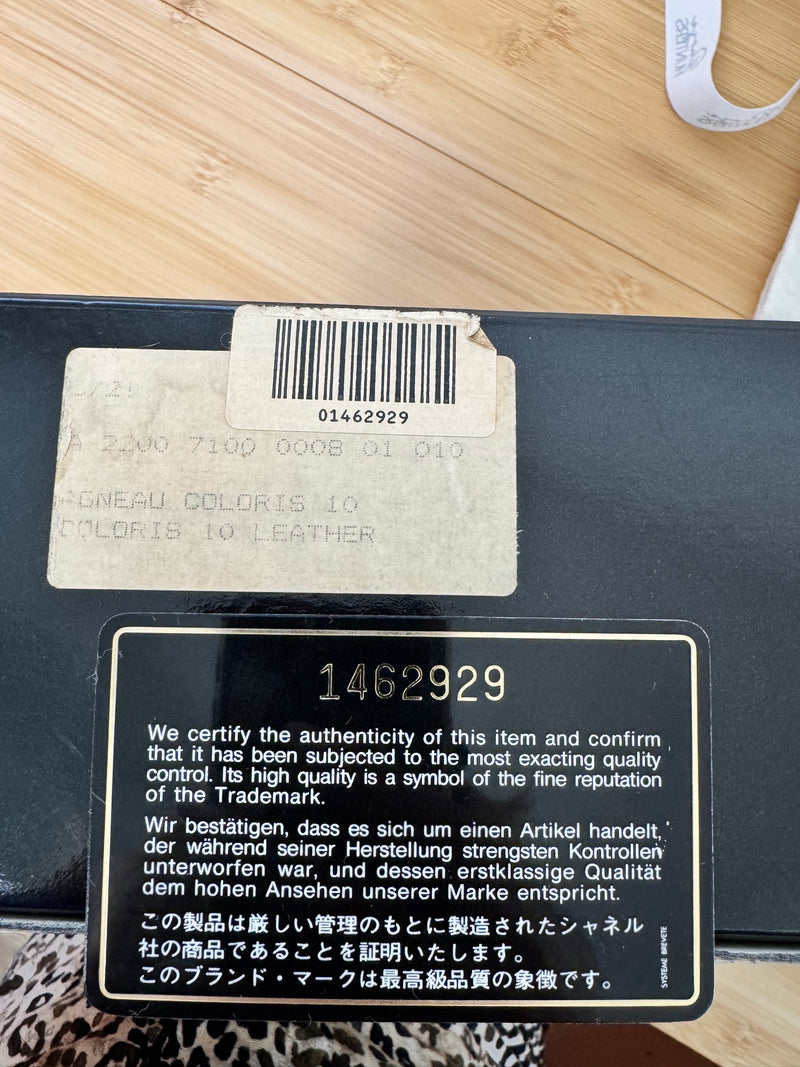 01462929
A 2200 7100 0008 01 010
AGNEAU COLORIS 10
COLORIS 10 LEATHER
1462929
We certify the authenticity of this item and confirm
that it has been subjected to the most exacting quality
control. Its high quality is a symbol of the fine reputation
of the Trademark.
Wir bestätigen, dass es sich um einen Artikel handelt,
der während seiner Herstellung strengsten Kontrollen
unterworfen war, und dessen erstklassige Qualität
dem hohen Ansehen unserer Marke entspricht.
この製品は厳しい管理のもとに製造されたシャネル
社の商品であることを証明いたします。
このブランド・マークは最高級品質の象徴です。
SYSTEME BREVETE